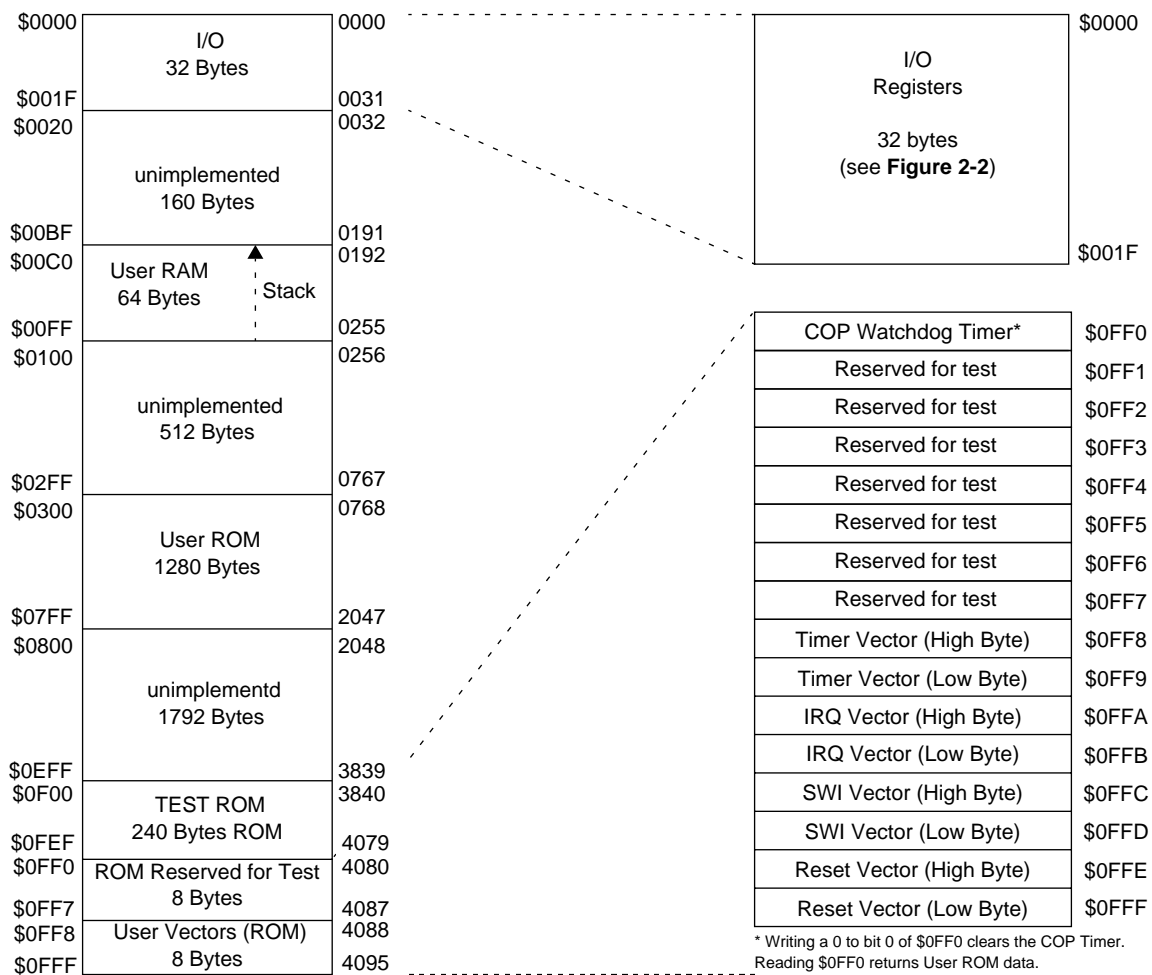 $0000
I/O
32 Bytes
0000
$001F
0031
$0020
0032
unimplemented
160 Bytes
$00BF
0191
$00C0
0192
User RAM
64 Bytes
Stack
$00FF
0255
$0100
0256
unimplemented
512 Bytes
$02FF
0767
$0300
0768
User ROM
1280 Bytes
$07FF
2047
$0800
2048
unimplementd
1792 Bytes
$0EFF
3839
$0F00
3840
TEST ROM
240 Bytes ROM
$0FEF
4079
$0FF0
4080
ROM Reserved for Test
8 Bytes
$0FF7
4087
$0FF8
4088
User Vectors (ROM)
8 Bytes
$0FFF
4095
$0000
I/O
Registers
32 bytes
(see Figure 2-2)
$001F
COP Watchdog Timer* $0FF0
Reserved for test $0FF1
Reserved for test $0FF2
Reserved for test $0FF3
Reserved for test $0FF4
Reserved for test $0FF5
Reserved for test $0FF6
Reserved for test $0FF7
Timer Vector (High Byte) $0FF8
Timer Vector (Low Byte) $0FF9
IRQ Vector (High Byte) $0FFA
IRQ Vector (Low Byte) $0FFB
SWI Vector (High Byte) $0FFC
SWI Vector (Low Byte) $0FFD
Reset Vector (High Byte) $0FFE
Reset Vector (Low Byte) $0FFF
* Writing a 0 to bit 0 of $0FF0 clears the COP Timer.
Reading $0FF0 returns User ROM data.